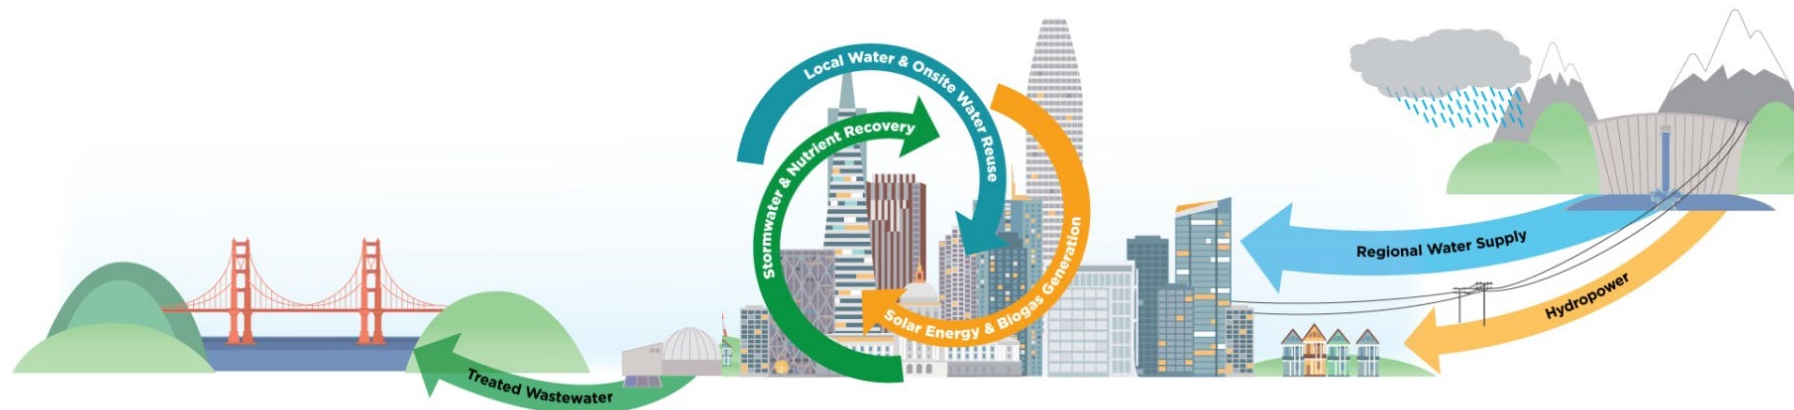 Local Water & Onsite Water Reuse
Stormwater & Nutrient Recovery
Solar Energy & Biogas Generation
Regional Water Supply
Hydropower
Treated Wastewater